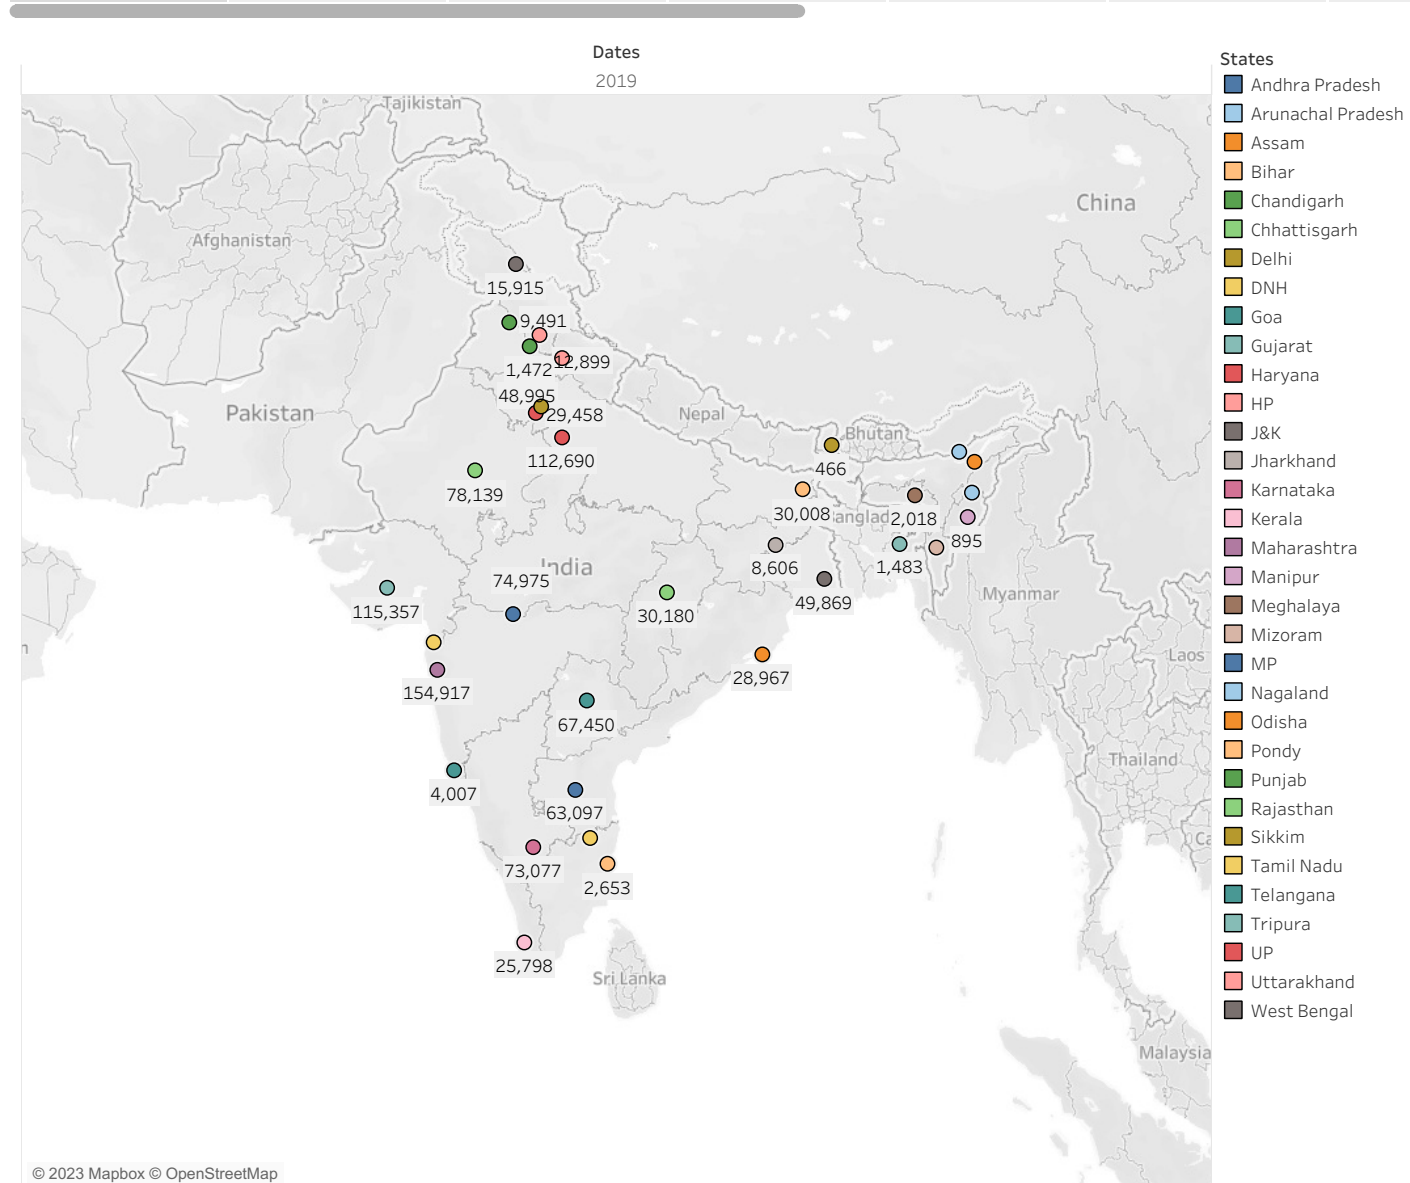 Dates
2019
Tajikistan
China
Afghanistan
15,915
9,491
1,472
12,899
48,995
29,458
Pakistan
Nepal
Bhutan
112,690
466
78,139
30,008
anglad
2,018
895
8,606
1,483
India
74,975
115,357
30,180
49,869
Myanmar
Laos
154,917
28,967
67,450
Thailand
4,007
63,097
Ca
73,077
2,653
25,798
Sri Lanka
Malaysia
© 2023 Mapbox © OpenStreetMap
States
Andhra Pradesh
Arunachal Pradesh
Assam
Bihar
Chandigarh
Chhattisgarh
Delhi
DNH
Goa
Gujarat
Haryana
HP
J&K
Jharkhand
Karnataka
Kerala
Maharashtra
Manipur
Meghalaya
Mizoram
MP
Nagaland
Odisha
Pondy
Punjab
Rajasthan
Sikkim
Tamil Nadu
Telangana
Tripura
UP
Uttarakhand
West Bengal